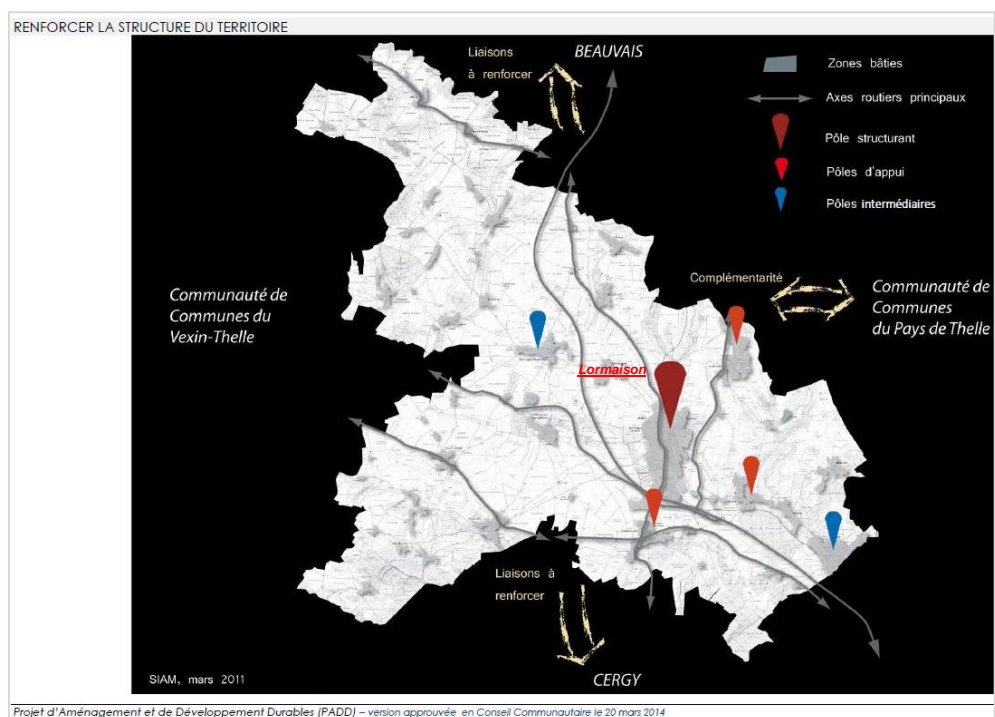 RENFORCER LA STRUCTURE DU TERRITOIRE
Liaisons
à renforcer
BEAUVAIS
Zones bâties
Axes routiers principaux
Pôle structurant
Pôles d'appui
Pôles intermédiaires
Complémentarité
Communauté de
Communes du
Vexin-Thelle
Communauté de
Communes
du Pays de Thelle
Lormaison
Liaisons à
renforcer
SIAM, mars 2011
CERGY
Projet d'Aménagement et de Développement Durables (PADD) – version approuvée en Conseil Communautaire le 20 mars 2014